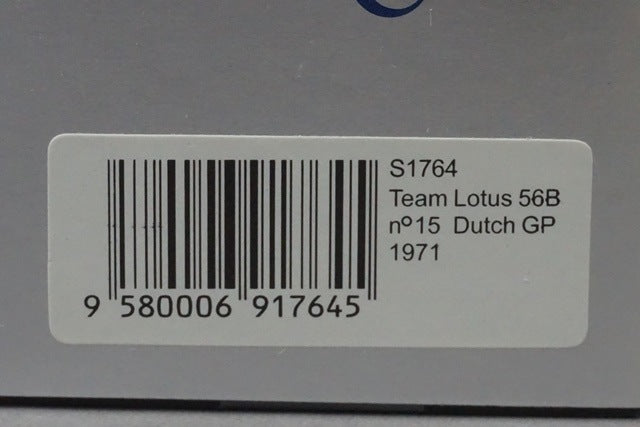 S1764
Team Lotus 56B
nº15 Dutch GP
1971
9 580006 917645